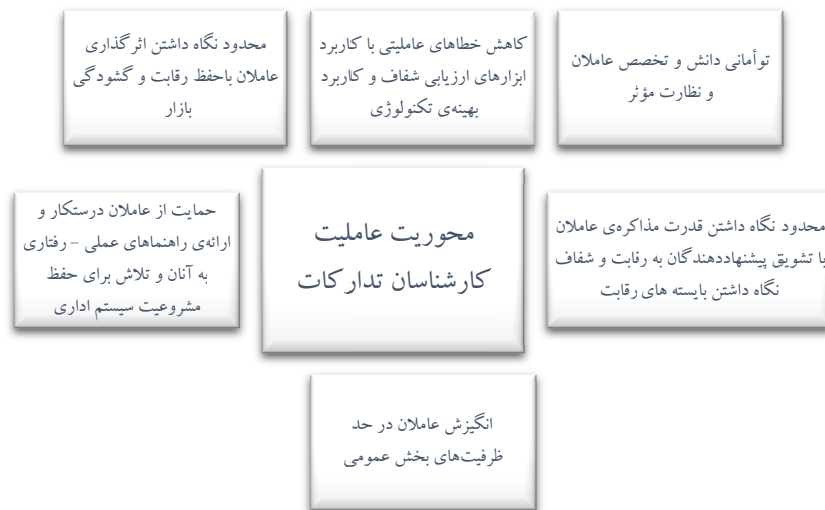 توأمانی دانش و تخصص عاملان
و نظارت مؤثر
کاهش خطاهای عاملیتی با کاربرد
ابزارهای ارزیابی شفاف و کاربرد
بهینه‌ی تکنولوژی
محدود نگاه داشتن اثرگذاری
عاملان باحفظ رقابت و گشودگی
بازار
محدود نگاه داشتن قدرت مذاکره‌ی عاملان
با تشویق پیشنهاددهندگان به رقابت و شفاف
نگاه داشتن بایسته های رقابت
محوریت عاملیت
کارشناسان تدارکات
حمایت از عاملان درستکار و
ارائه‌ی راهنماهای عملی - رفتاری
به آنان و تلاش برای حفظ
مشروعیت سیستم اداری
انگیزش عاملان در حد
ظرفیت‌های بخش عمومی